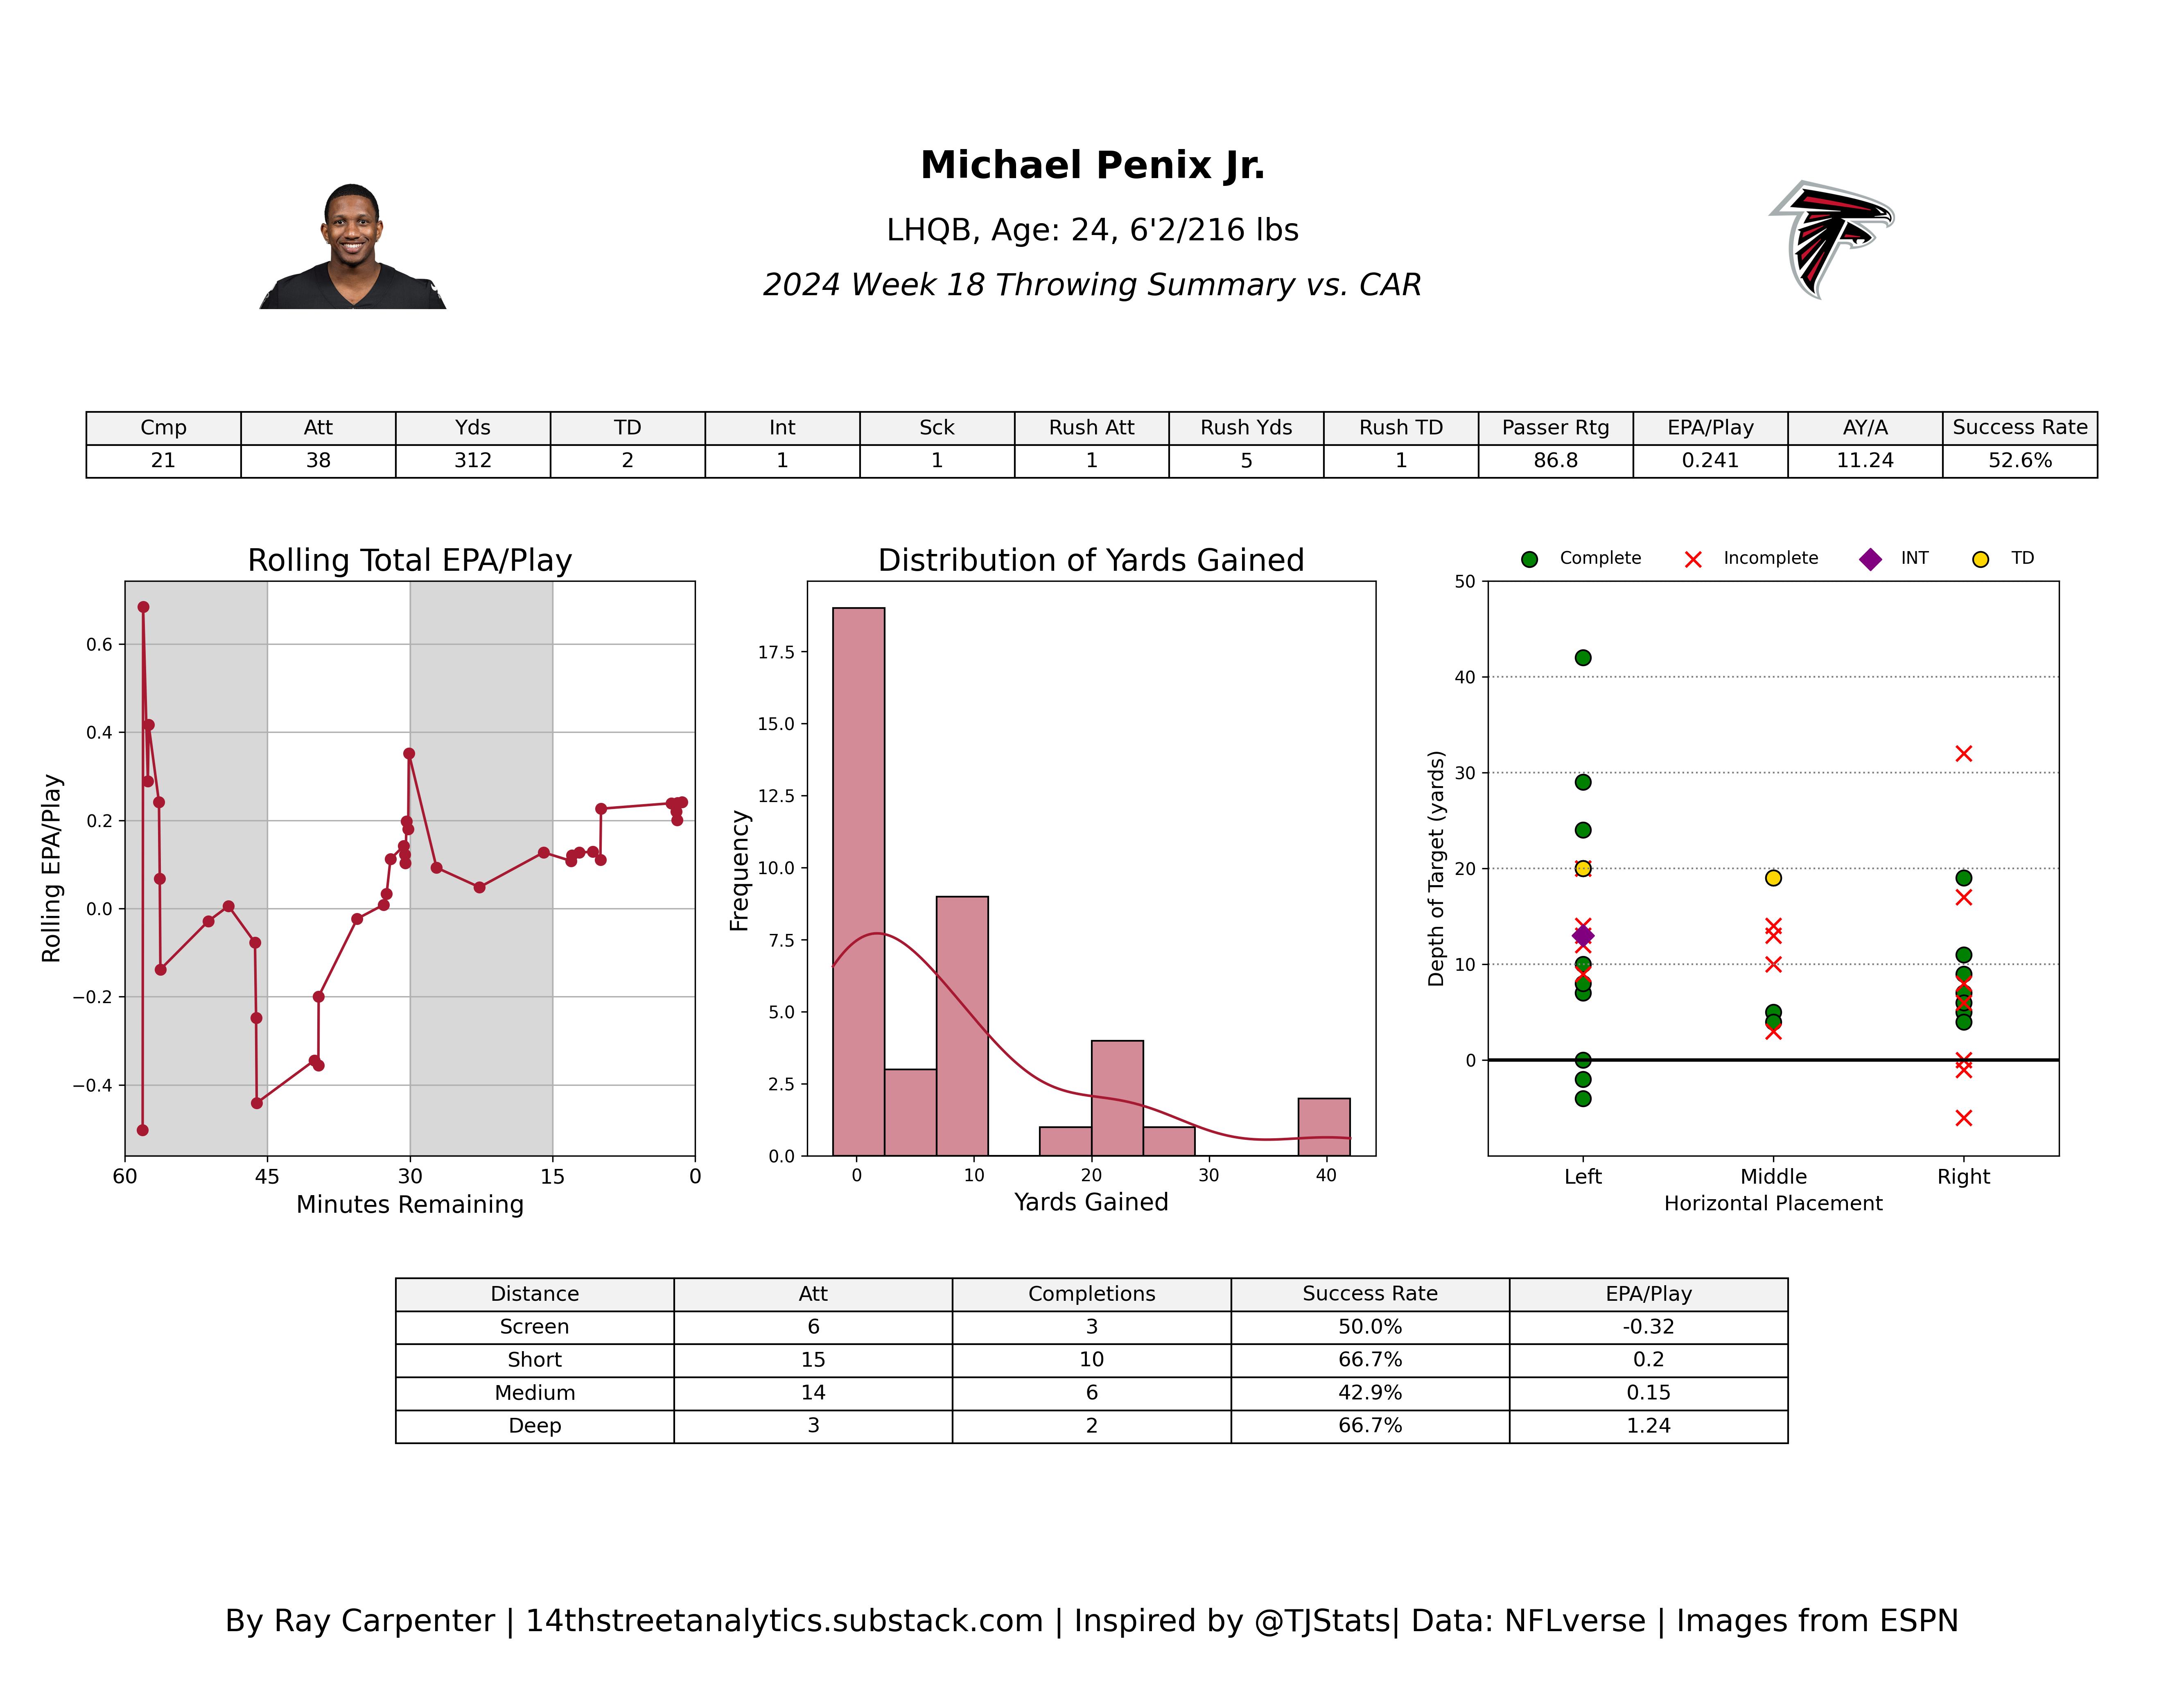 Michael Penix Jr.
LHQB, Age: 24, 6'2/216 lbs
2024 Week 18 Throwing Summary vs. CAR
Cmp Att Yds TD Int Sck Rush Att Rush Yds Rush TD Passer Rtg EPA/Play AY/A Success Rate
21 38 312 2 1 1 1 5 1 86.8 0.241 11.24 52.6%
Rolling Total EPA/Play
0.6
0.4
0.2
0.0
−0.2
−0.4
Rolling EPA/Play
60 45 30 15 0
Minutes Remaining
Distribution of Yards Gained
17.5
15.0
12.5
10.0
7.5
5.0
2.5
0.0
Frequency
0 10 20 30 40
Yards Gained
Complete Incomplete INT TD
50
40
30
20
10
0
Depth of Target (yards)
Left Middle Right
Horizontal Placement
Distance Att Completions Success Rate EPA/Play
Screen 6 3 50.0% -0.32
Short 15 10 66.7% 0.2
Medium 14 6 42.9% 0.15
Deep 3 2 66.7% 1.24
By Ray Carpenter | 14thstreetanalytics.substack.com | Inspired by @TJStats| Data: NFLverse | Images from ESPN